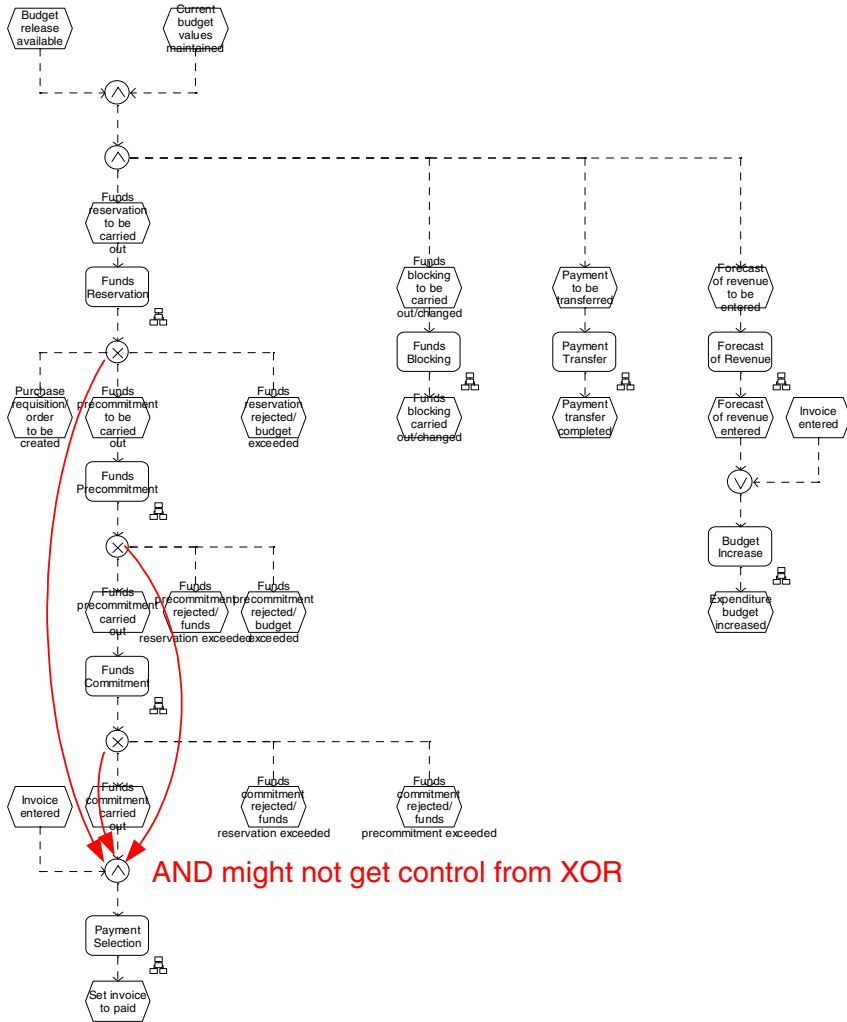 Budget
release
available
Current
budget
values
maintained
Funds
reservation
to be
carried
out
Funds
blocking
to be
carried
out/changed
Payment
to be
transferred
Forecast
of revenue
to be
entered
Funds
Reservation
Funds
Blocking
Payment
Transfer
Forecast
of Revenue
Purchase
requisition/
order
to be
created
Funds
precommitment
to be
carried
out
Funds
reservation
rejected/
budget
exceeded
Funds
blocking
carried
out/changed
Payment
transfer
completed
Forecast
of revenue
entered
Invoice
entered
Funds
Precommitment
Budget
Increase
Funds
precommitment
carried
out
Funds
precommitment
rejected/
funds
reservation exceeded
Funds
precommitment
rejected/
budget
exceeded
Expenditure
budget
increased
Funds
Commitment
Invoice
entered
Funds
commitment
carried
out
Funds
commitment
rejected/
funds
reservation exceeded
Funds
commitment
rejected/
funds
precommitment exceeded
AND might not get control from XOR
Payment
Selection
Set invoice
to paid